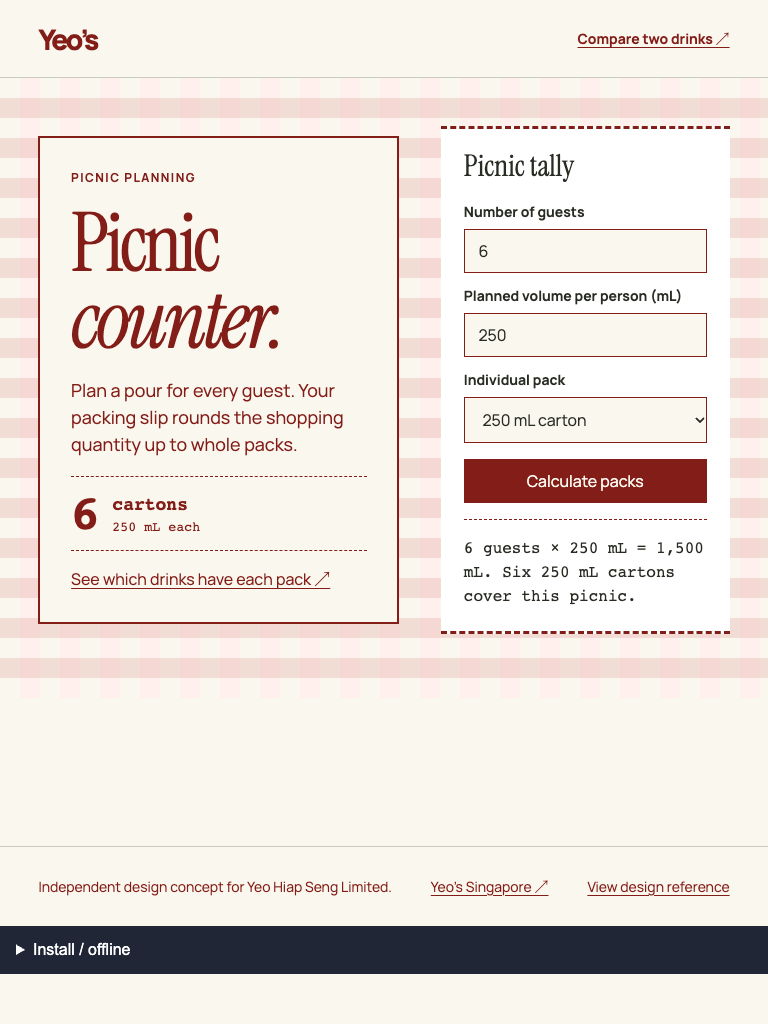 Yeo's
Compare two drinks ↗
PICNIC PLANNING
Picnic
counter.
Plan a pour for every guest. Your
packing slip rounds the shopping
quantity up to whole packs.
6 cartons
250 mL each
See which drinks have each pack ↗
Picnic tally
Number of guests
6
Planned volume per person (mL)
250
Individual pack
250 mL carton
Calculate packs
6 guests × 250 mL = 1,500
mL. Six 250 mL cartons
cover this picnic.
Independent design concept for Yeo Hiap Seng Limited.
Yeo's Singapore ↗
View design reference
▶ Install / offline